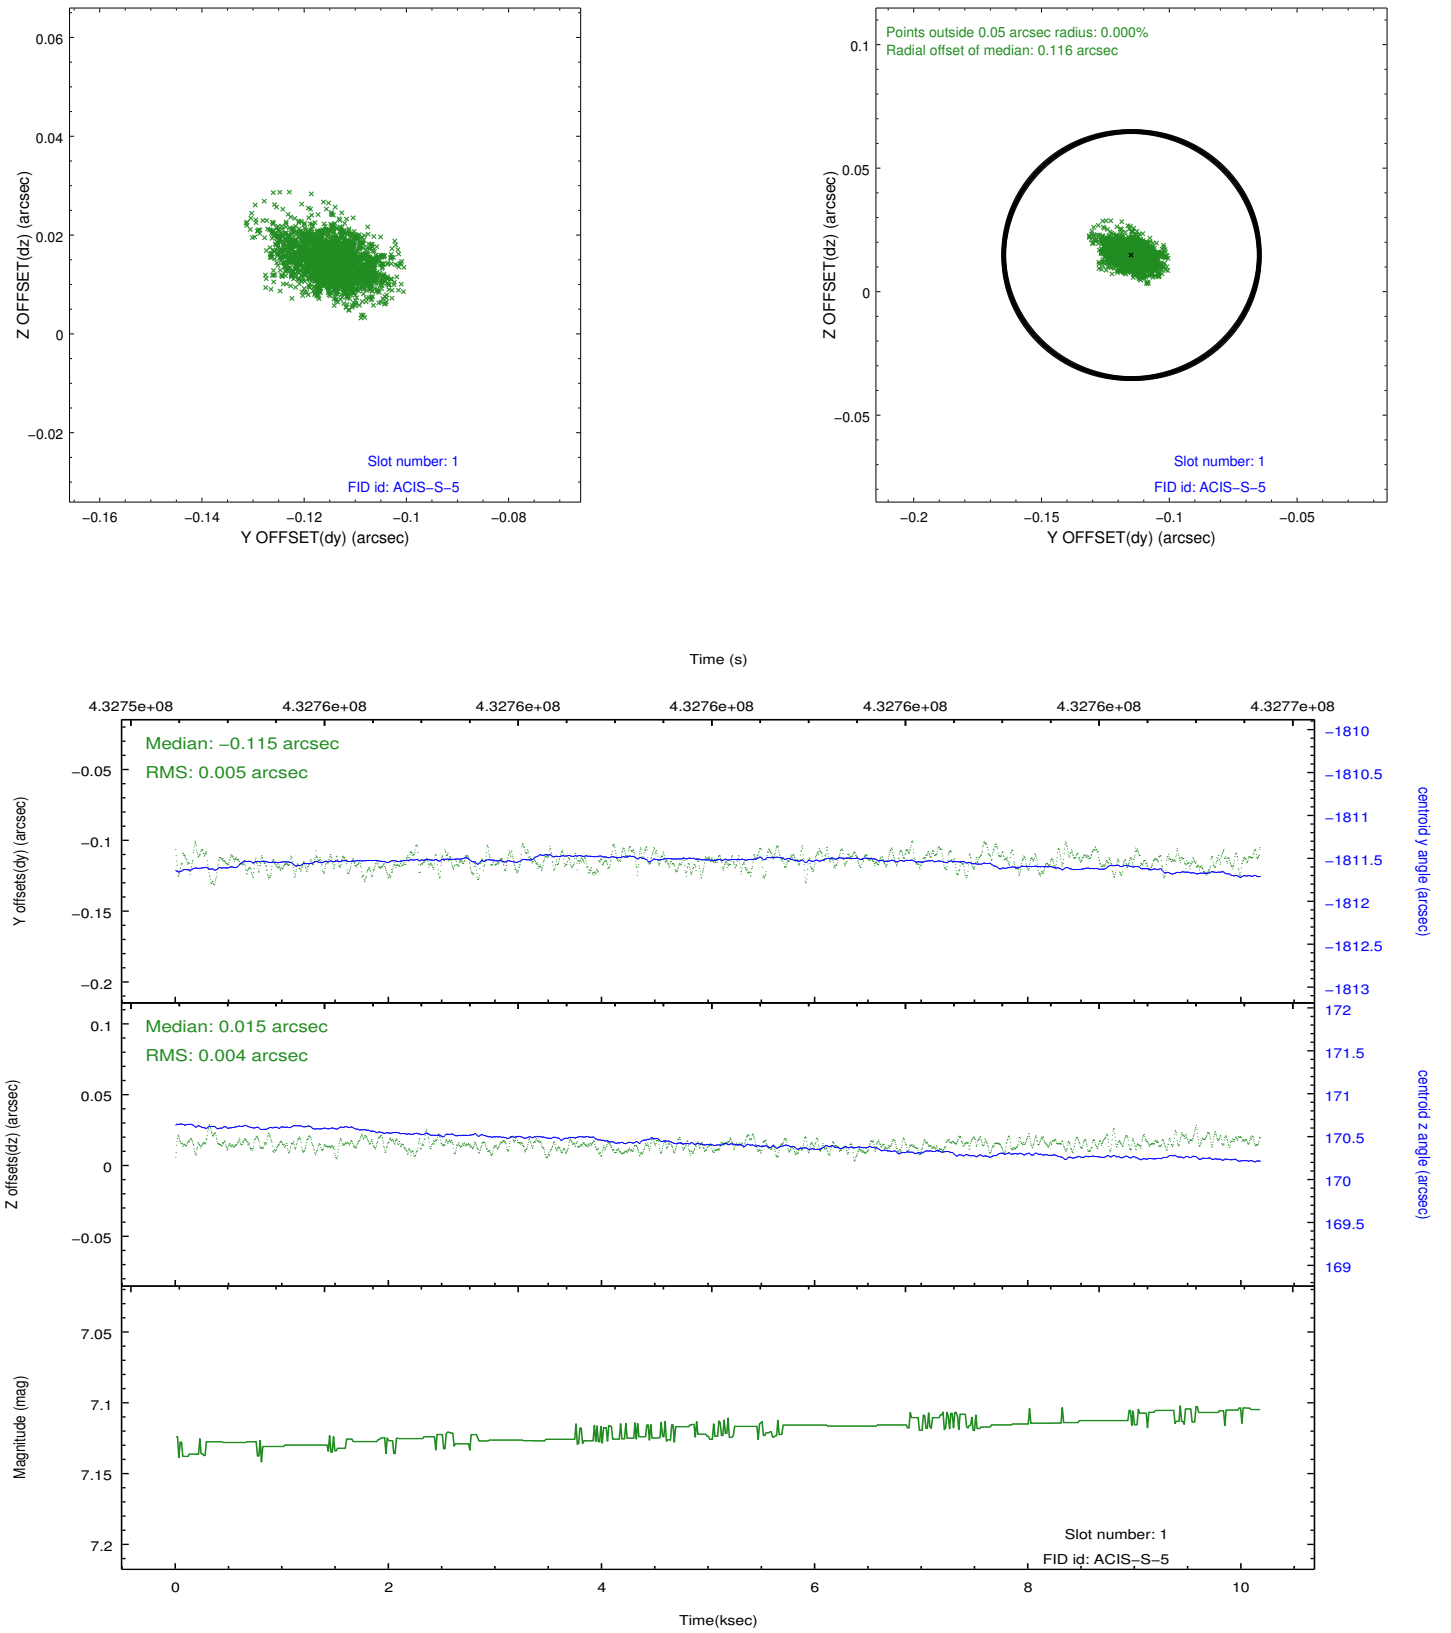 0.06
0.04
0.02
0
−0.02
−0.16
−0.14
−0.12
−0.1
−0.08
Z OFFSET(dz) (arcsec)
Y OFFSET(dy) (arcsec)
Slot number: 1
FID id: ACIS−S−5
Points outside 0.05 arcsec radius: 0.000%
Radial offset of median: 0.116 arcsec
0.1
0.05
0
−0.05
−0.2
−0.15
−0.1
−0.05
Z OFFSET(dz) (arcsec)
Y OFFSET(dy) (arcsec)
Slot number: 1
FID id: ACIS−S−5
Time (s)
4.3275e+08
4.3276e+08
4.3276e+08
4.3276e+08
4.3276e+08
4.3276e+08
4.3277e+08
Median: −0.115 arcsec
RMS: 0.005 arcsec
−0.05
−0.1
−0.15
−0.2
Y offsets(dy) (arcsec)
−1810
−1810.5
−1811
−1811.5
−1812
−1812.5
−1813
centroid y angle (arcsec)
Median: 0.015 arcsec
RMS: 0.004 arcsec
0.1
0.05
0
−0.05
Z offsets(dz) (arcsec)
172
171.5
171
170.5
170
169.5
169
centroid z angle (arcsec)
7.05
7.1
7.15
7.2
Magnitude (mag)
Slot number: 1
FID id: ACIS−S−5
0
2
4
6
8
10
Time(ksec)